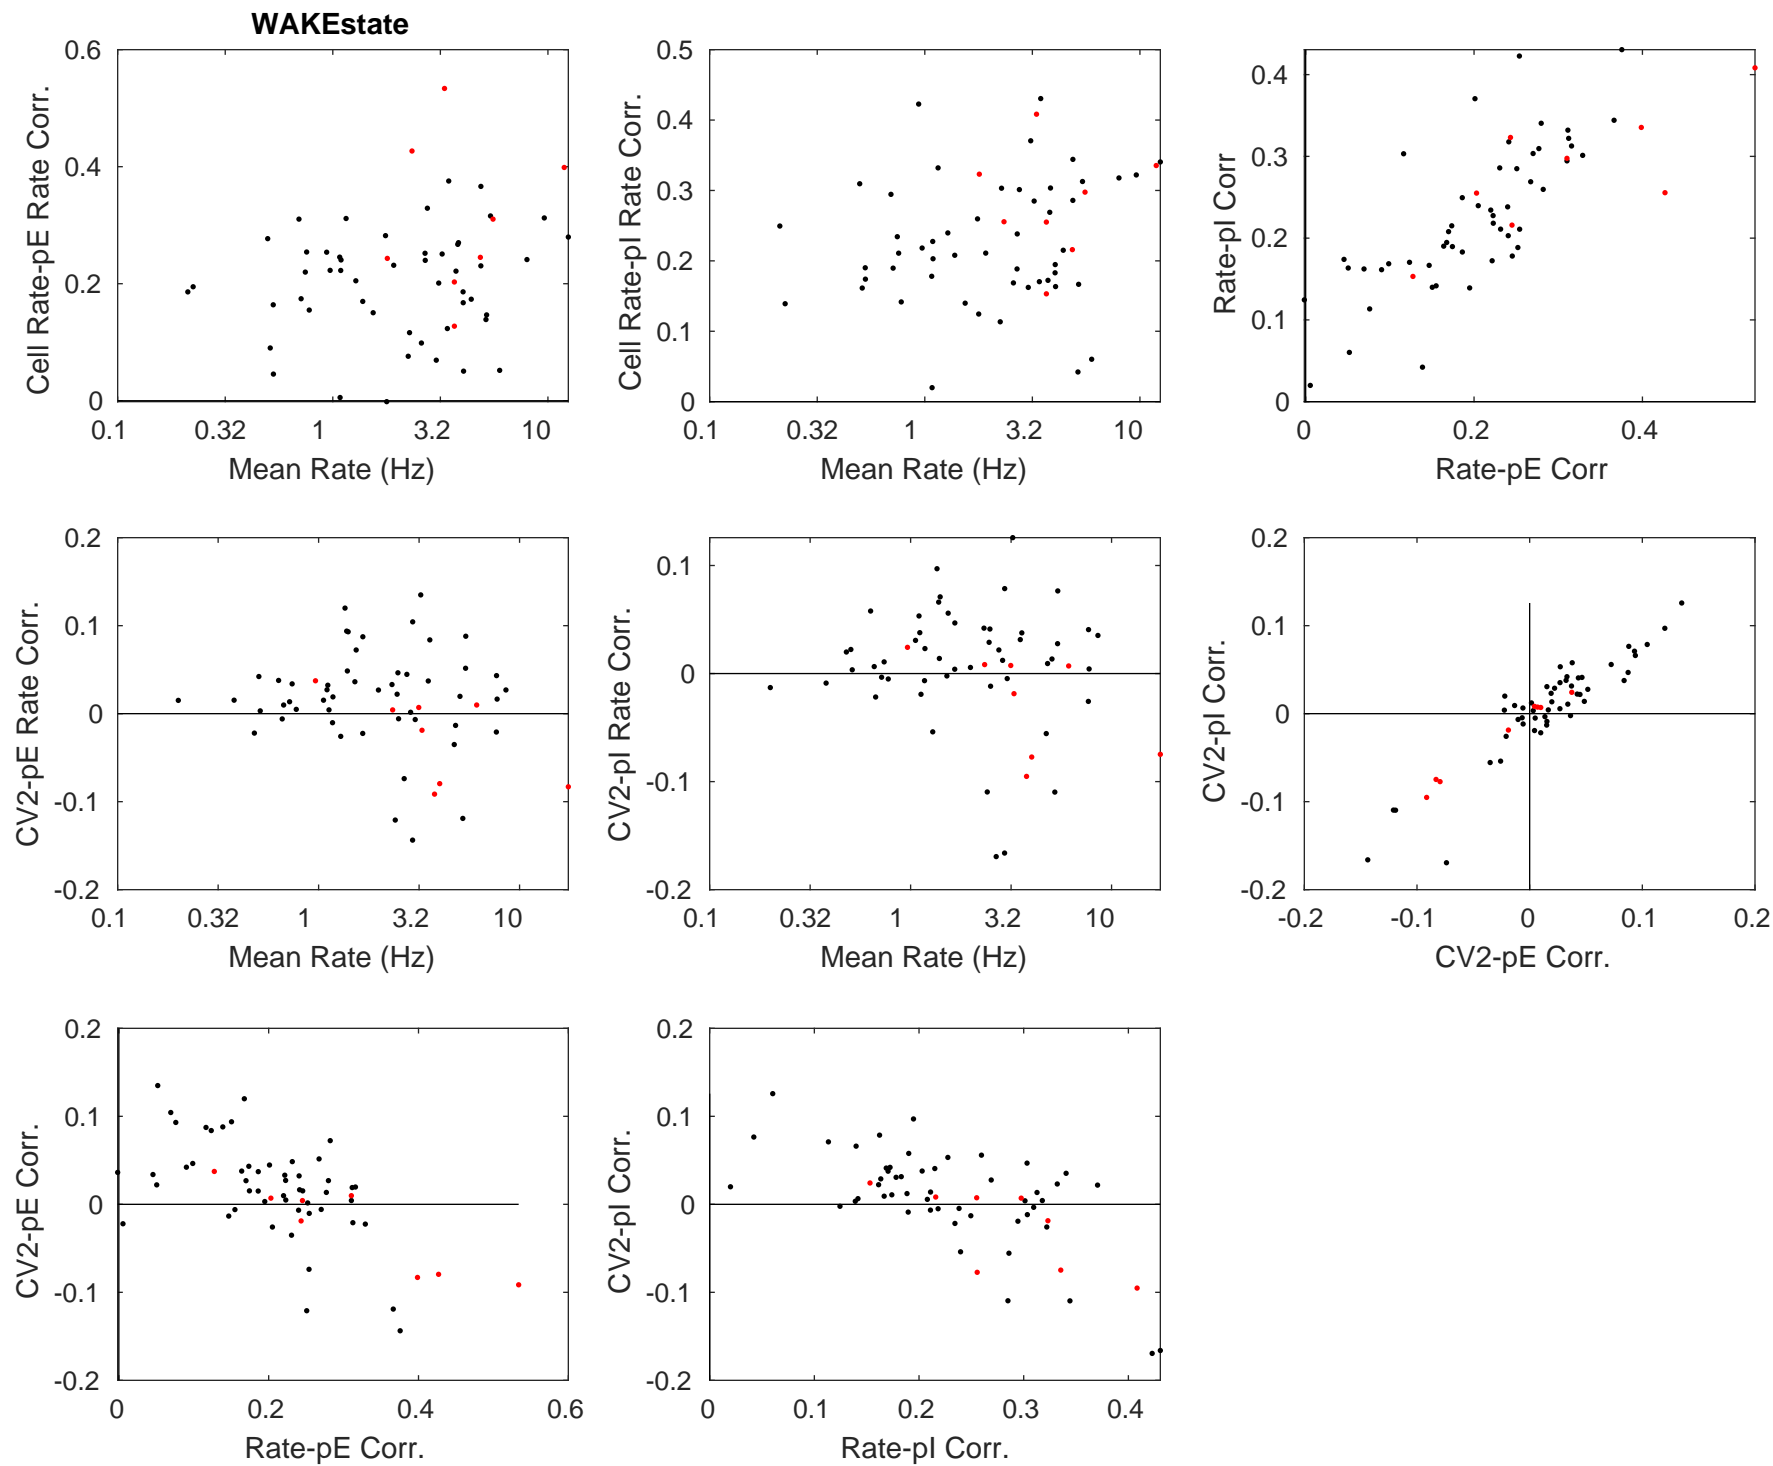 WAKEstate
0.6
0.4
0.2
0
Cell Rate-pE Rate Corr.
0.1 0.32 1 3.2 10
Mean Rate (Hz)
0.5
0.4
0.3
0.2
0.1
0
Cell Rate-pI Rate Corr.
0.1 0.32 1 3.2 10
Mean Rate (Hz)
0.4
0.3
0.2
0.1
0
Rate-pI Corr
0 0.2 0.4
Rate-pE Corr
0.2
0.1
0
-0.1
-0.2
CV2-pE Rate Corr.
0.1 0.32 1 3.2 10
Mean Rate (Hz)
0.1
0
-0.1
-0.2
CV2-pI Rate Corr.
0.1 0.32 1 3.2 10
Mean Rate (Hz)
0.2
0.1
0
-0.1
-0.2
CV2-pI Corr.
-0.2 -0.1 0 0.1 0.2
CV2-pE Corr.
0.2
0.1
0
-0.1
-0.2
CV2-pE Corr.
0 0.2 0.4 0.6
Rate-pE Corr.
0.2
0.1
0
-0.1
-0.2
CV2-pI Corr.
0 0.1 0.2 0.3 0.4
Rate-pI Corr.